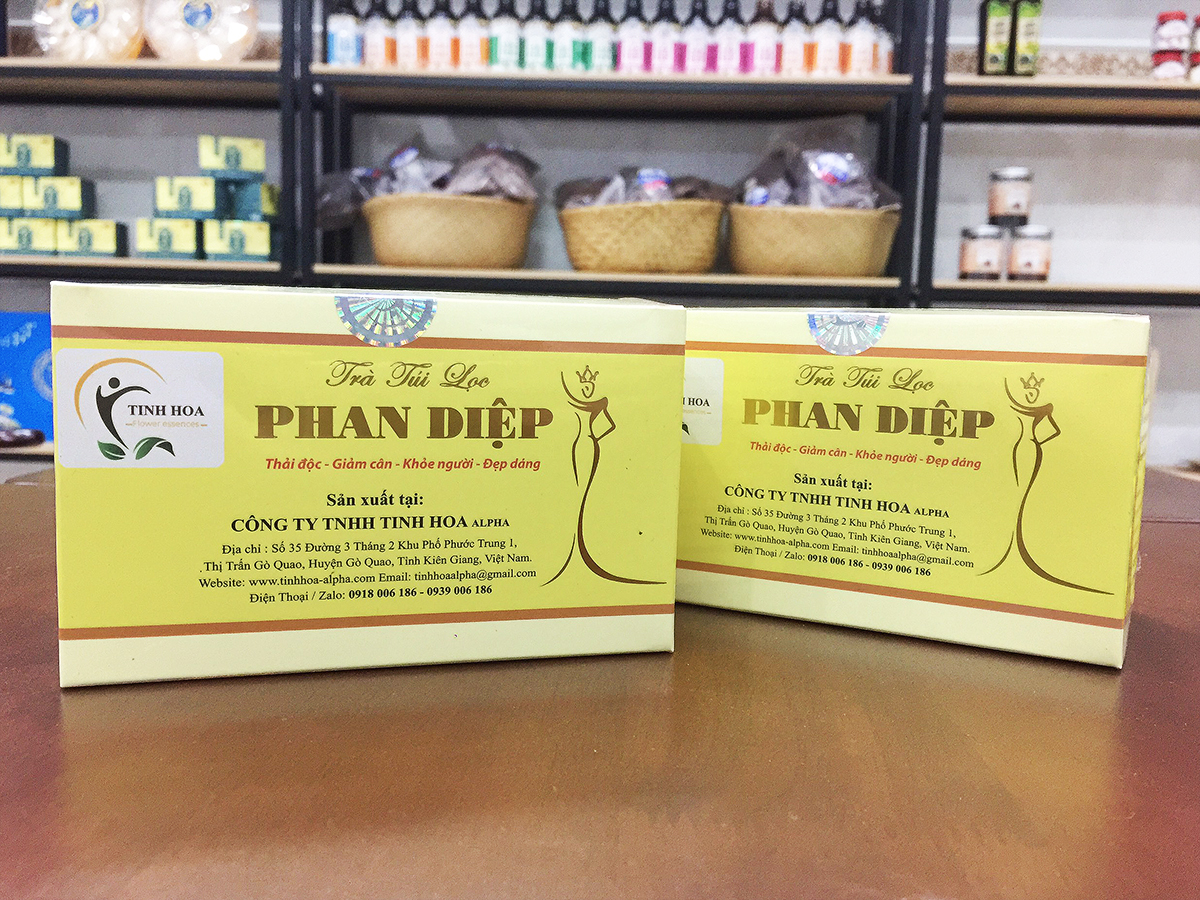 TINH HOA
Flower essences
Trà Túi Lọc
PHAN DIỆP
Thải độc - Giảm cân - Khỏe người - Đẹp dáng
Sản xuất tại:
CÔNG TY TNHH TINH HOA ALPHA
Địa chỉ : Số 35 Đường 3 Tháng 2 Khu Phố Phước Trung 1,
.Thị Trấn Gò Quao, Huyện Gò Quao, Tỉnh Kiên Giang, Việt Nam.
Website: www.tinhhoa-alpha.com Email: tinhhoaalpha@gmail.com
Điện Thoại / Zalo: 0918 006 186 - 0939 006 186
H HOA
essences
Trà Túi Lọc
PHAN DIỆP
Thải độc - Giảm cân - Khỏe người - Đẹp dáng
Sản xuất tại:
CÔNG TY TNHH TINH HOA ALPHA
Địa chỉ : Số 35 Đường 3 Tháng 2 Khu Phố Phước Trung 1,
Thị Trấn Gò Quao, Huyện Gò Quao, Tỉnh Kiên Giang, Việt Nam.
Website: www.tinhhoa-alpha.com Email: tinhhoaalpha@gmail.com
Điện Thoại / Zalo: 0918 006 186 - 0939 006 186